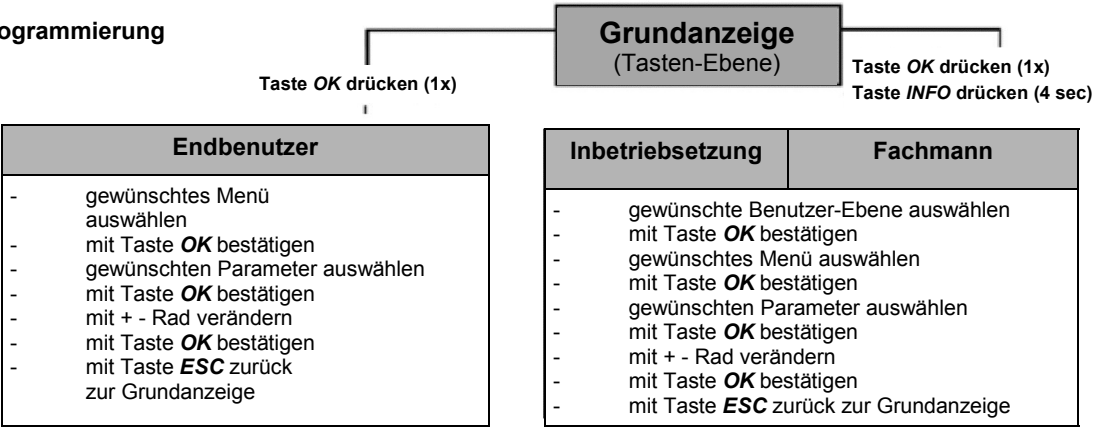 ogrammierung
Grundanzeige
(Tasten-Ebene)
Taste OK drücken (1x)
Taste OK drücken (1x)
Taste INFO drücken (4 sec)
Endbenutzer
- gewünschtes Menü
auswählen
- mit Taste OK bestätigen
- gewünschten Parameter auswählen
- mit Taste OK bestätigen
- mit + - Rad verändern
- mit Taste OK bestätigen
- mit Taste ESC zurück
zur Grundanzeige
Inbetriebsetzung Fachmann
- gewünschte Benutzer-Ebene auswählen
- mit Taste OK bestätigen
- gewünschtes Menü auswählen
- mit Taste OK bestätigen
- gewünschten Parameter auswählen
- mit Taste OK bestätigen
- mit + - Rad verändern
- mit Taste OK bestätigen
- mit Taste ESC zurück zur Grundanzeige